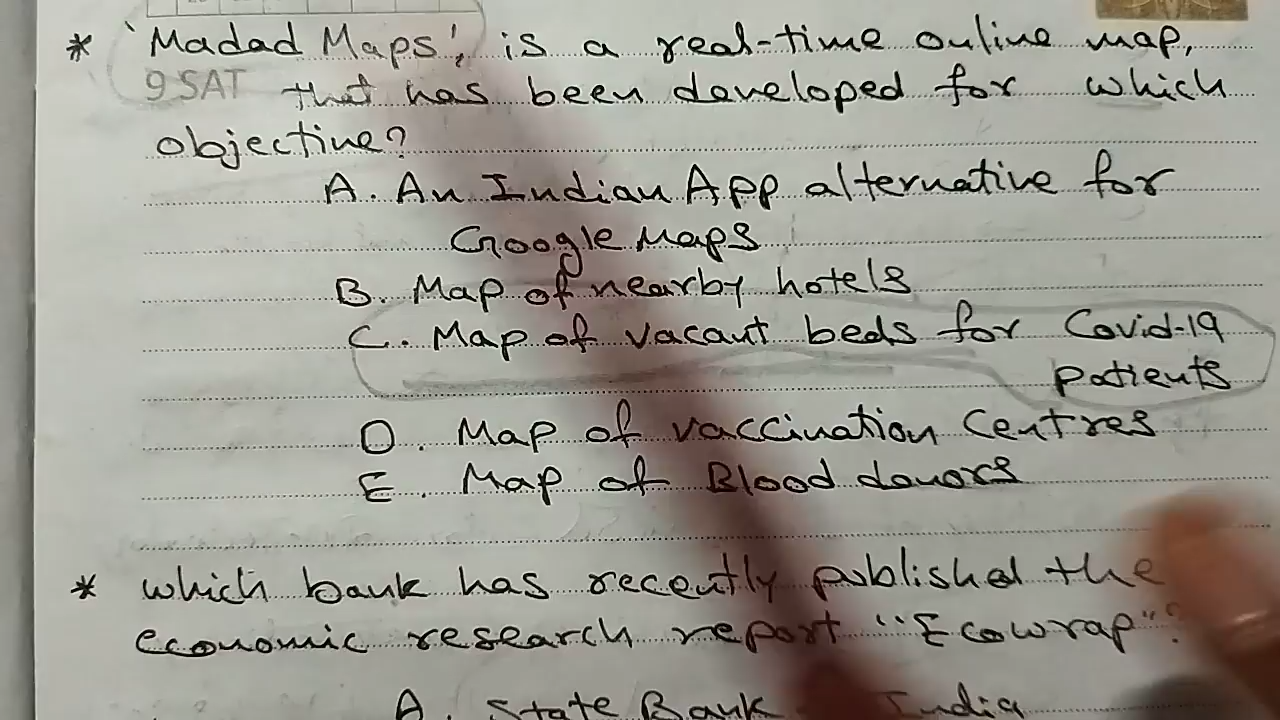 * 'Madad Maps', is a real-time online map,
9 SAT that has been developed for which
objective?
A. An Indian App alternative for
Google Maps
B. Map of nearby hotels
C. Map of vacant beds for Covid-19
patients
D. Map of vaccination Centres
E. Map of Blood donors
* which bank has recently published the
economic research report "Ecowrap"?
A. State Bank India